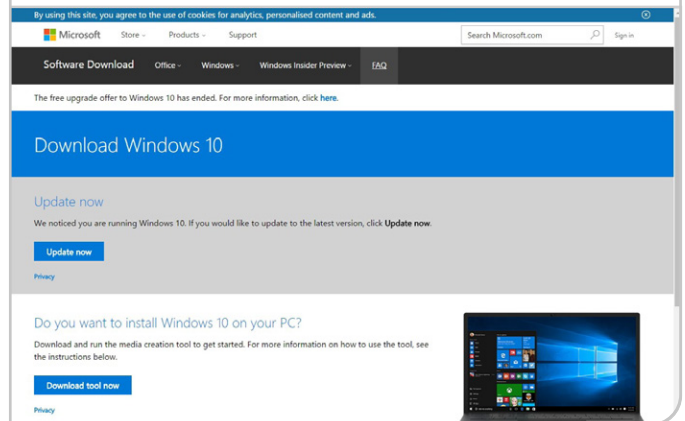 By using this site, you agree to the use of cookies for analytics, personalised content and ads.
Microsoft Store Products Support Search Microsoft.com Sign in
Software Download Office Windows Windows Insider Preview FAQ
The free upgrade offer to Windows 10 has ended. For more information, click here.
Download Windows 10
Update now
We noticed you are running Windows 10. If you would like to update to the latest version, click Update now.
Update now
Privacy
Do you want to install Windows 10 on your PC?
Download and run the media creation tool to get started. For more information on how to use the tool, see
the instructions below.
Download tool now
Privacy